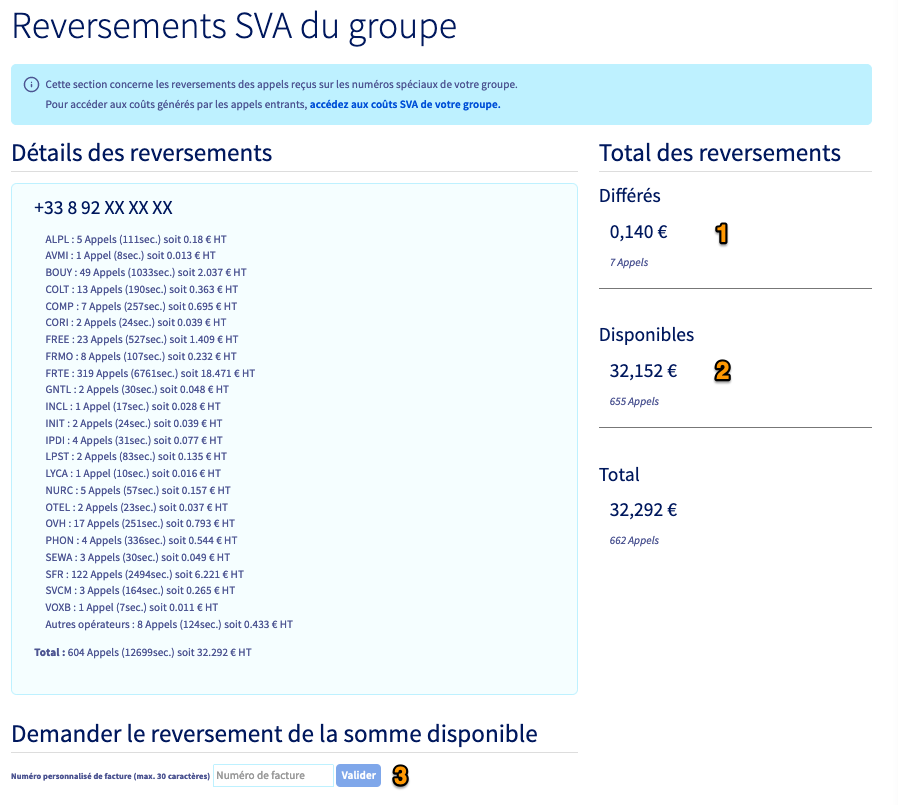 Reversements SVA du groupe
Cette section concerne les reversements des appels reçus sur les numéros spéciaux de votre groupe.
Pour accéder aux coûts générés par les appels entrants, accédez aux coûts SVA de votre groupe.
Détails des reversements
+33 8 92 XX XX XX
ALPL : 5 Appels (111sec.) soit 0.18 € HT
AVMI : 1 Appel (8sec.) soit 0.013 € HT
BOUY : 49 Appels (1033sec.) soit 2.037 € HT
COLT : 13 Appels (190sec.) soit 0.363 € HT
COMP : 7 Appels (257sec.) soit 0.695 € HT
CORI : 2 Appels (24sec.) soit 0.039 € HT
FREE : 23 Appels (527sec.) soit 1.409 € HT
FRMO : 8 Appels (107sec.) soit 0.232 € HT
FRTE : 319 Appels (6761sec.) soit 18.471 € HT
GNTL : 2 Appels (30sec.) soit 0.048 € HT
INCL : 1 Appel (17sec.) soit 0.028 € HT
INIT : 2 Appels (24sec.) soit 0.039 € HT
IPDI : 4 Appels (31sec.) soit 0.077 € HT
LPST : 2 Appels (83sec.) soit 0.135 € HT
LYCA : 1 Appel (10sec.) soit 0.016 € HT
NURC : 5 Appels (57sec.) soit 0.157 € HT
OTEL : 2 Appels (23sec.) soit 0.037 € HT
OVH : 17 Appels (251sec.) soit 0.793 € HT
PHON : 4 Appels (336sec.) soit 0.544 € HT
SEWA : 3 Appels (30sec.) soit 0.049 € HT
SFR : 122 Appels (2494sec.) soit 6.221 € HT
SVCM : 3 Appels (164sec.) soit 0.265 € HT
VOXB : 1 Appel (7sec.) soit 0.011 € HT
Autres opérateurs : 8 Appels (124sec.) soit 0.433 € HT
Total : 604 Appels (12699sec.) soit 32.292 € HT
Total des reversements
Différés
0,140 € 1
7 Appels
Disponibles
32,152 € 2
655 Appels
Total
32,292 €
662 Appels
Demander le reversement de la somme disponible
Numéro personnalisé de facture (max. 30 caractères) Numéro de facture Valider 3